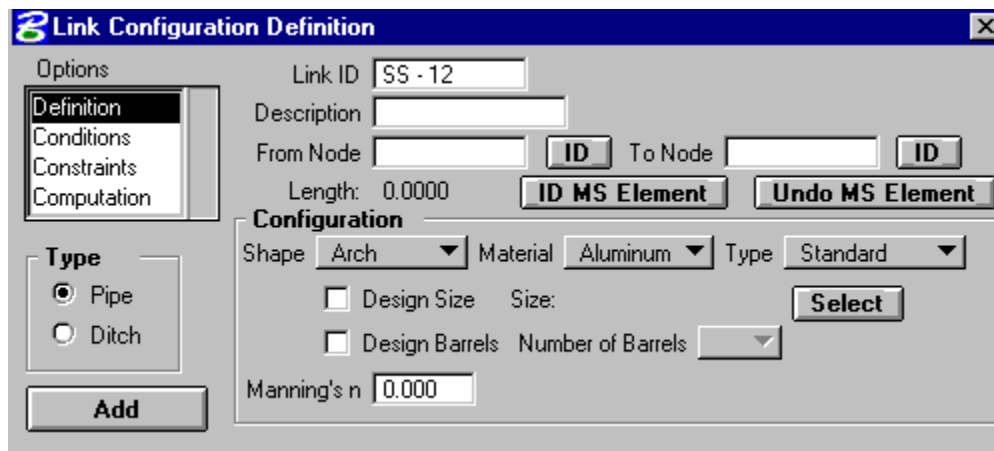 Link Configuration Definition
Options
Definition
Conditions
Constraints
Computation
Type
Pipe
Ditch
Add
Link ID SS - 12
Description
From Node ID To Node ID
Length: 0.0000 ID MS Element Undo MS Element
Configuration
Shape Arch Material Aluminum Type Standard
Design Size Size: Select
Design Barrels Number of Barrels
Manning's n 0.000